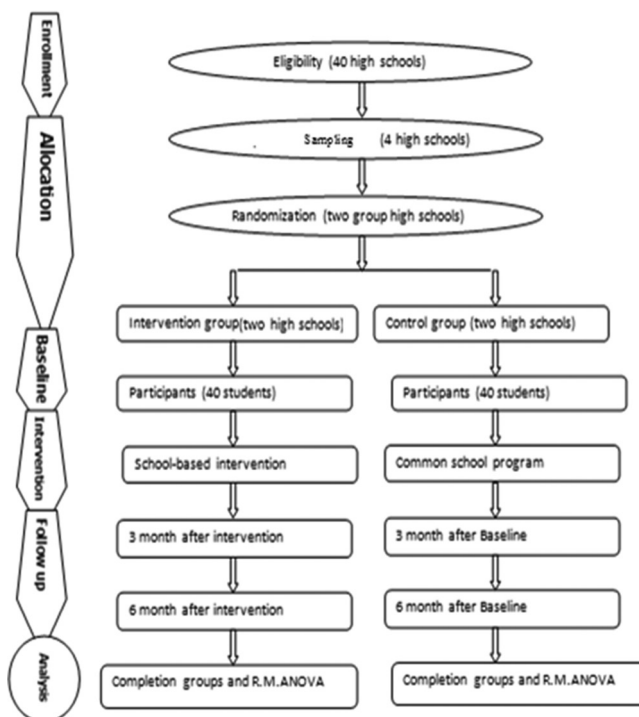 Enrollment
Eligibility (40 high schools)
Sampling (4 high schools)
Allocation
Randomization (two group high schools)
Intervention group(two high schools)
Control group (two high schools)
Baseline
Participants (40 students)
Participants (40 students)
Intervention
School-based intervention
Common school program
Follow up
3 month after intervention
3 month after Baseline
6 month after intervention
6 month after Baseline
Analysis
Completion groups and R.M.ANOVA
Completion groups and R.M.ANOVA